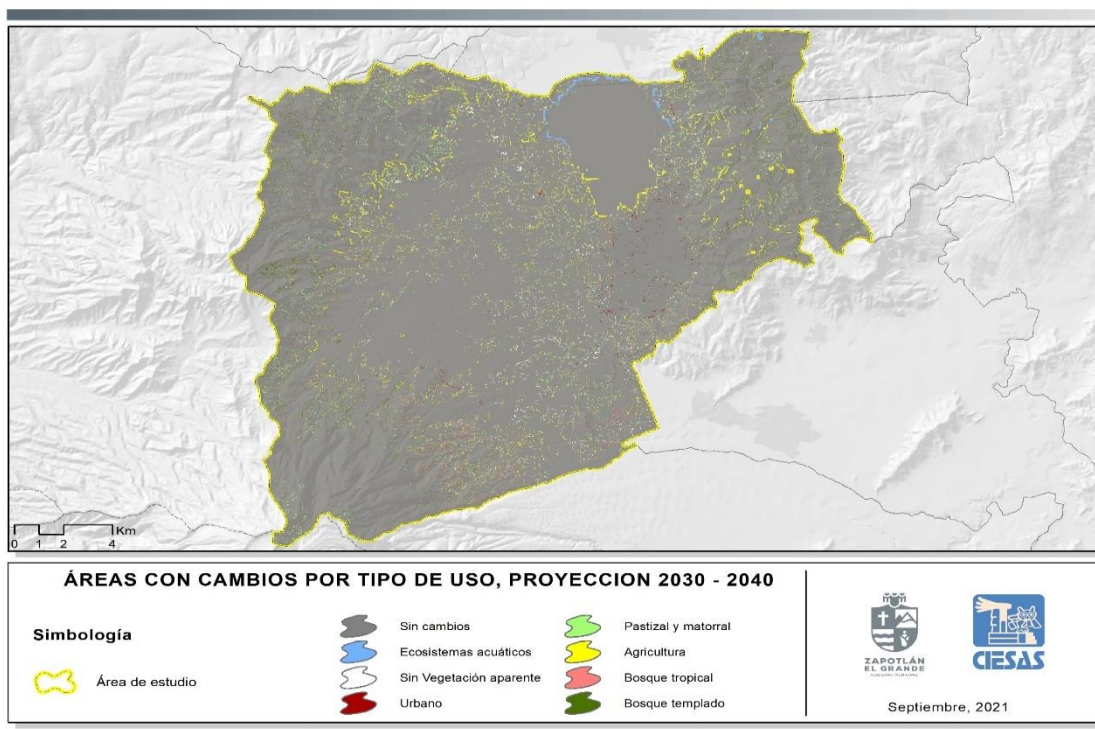 Km
0 1 2 4
ÁREAS CON CAMBIOS POR TIPO DE USO, PROYECCION 2030 - 2040
Simbología
Área de estudio
Sin cambios
Ecosistemas acuáticos
Sin Vegetación aparente
Urbano
Pastizal y matorral
Agricultura
Bosque tropical
Bosque templado
ZAPOTLÁN
EL GRANDE
CIESAS
Septiembre, 2021